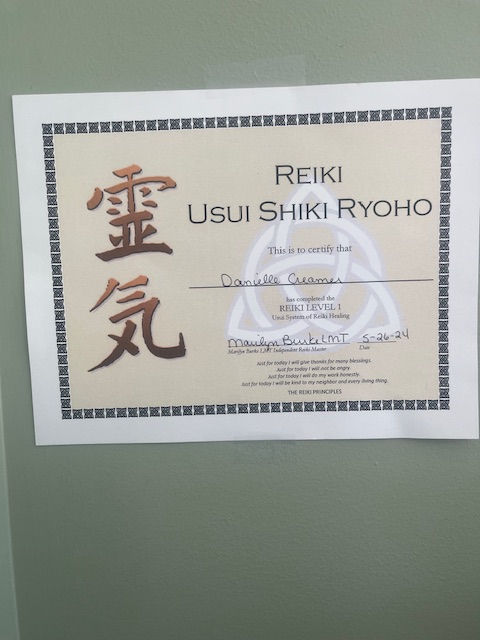 靈
気
REIKI
USUI SHIKI RYOHO
This is to certify that
Danielle Creamer
has completed the
REIKI LEVEL 1
Usui System of Reiki Healing
Marilyn Burke LMT 5-26-24
Marilyn Burke LMT Independent Reiki Master Date
Just for today I will give thanks for many blessings.
Just for today I will not be angry.
Just for today I will do my work honestly.
Just for today I will be kind to my neighbor and every living thing.
THE REIKI PRINCIPLES